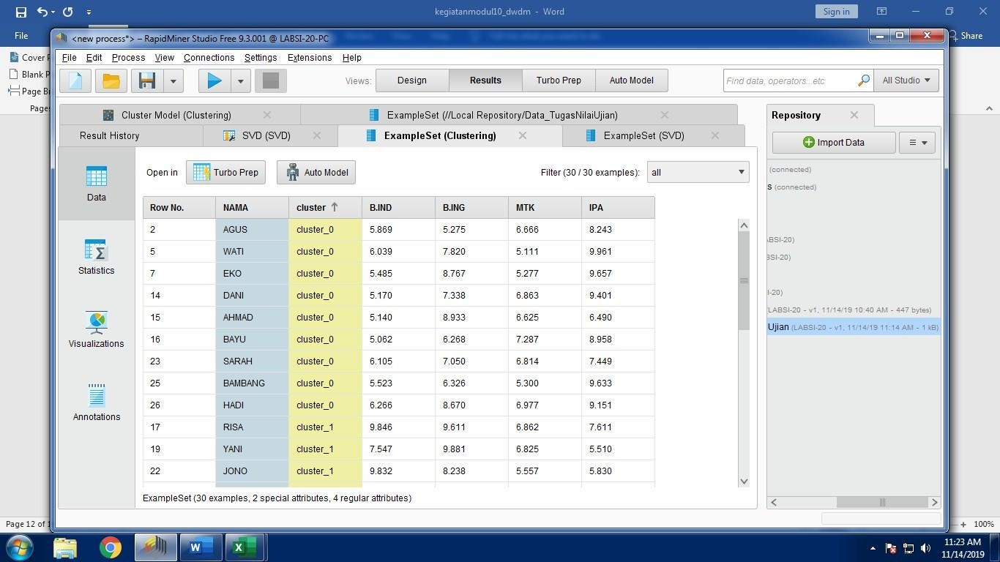 kegiatanmodul10_dwdm - Word
Sign in
File
Share
<new process*> – RapidMiner Studio Free 9.3.001 @ LABSI-20-PC
File Edit Process View Connections Settings Extensions Help
Cover P
Blank P
Page Br
Pages
Views: Design Results Turbo Prep Auto Model
Find data, operators...etc All Studio
Cluster Model (Clustering) ExampleSet (//Local Repository/Data_TugasNilaiUjian)
Result History SVD (SVD) ExampleSet (Clustering) ExampleSet (SVD)
Repository
Import Data
Data
Statistics
Visualizations
Annotations
Open in Turbo Prep Auto Model Filter (30 / 30 examples): all
Row No. NAMA cluster ↑ B.IND B.ING MTK IPA
2 AGUS cluster_0 5.869 5.275 6.666 8.243
5 WATI cluster_0 6.039 7.820 5.111 9.961
7 EKO cluster_0 5.485 8.767 5.277 9.657
14 DANI cluster_0 5.170 7.338 6.863 9.401
15 AHMAD cluster_0 5.140 8.933 6.625 6.490
16 BAYU cluster_0 5.062 6.268 7.287 8.958
23 SARAH cluster_0 6.105 7.050 6.814 7.449
25 BAMBANG cluster_0 5.523 6.326 5.300 9.633
26 HADI cluster_0 6.266 8.670 6.977 9.151
17 RISA cluster_1 9.846 9.611 6.862 7.611
19 YANI cluster_1 7.547 9.881 6.825 5.510
22 JONO cluster_1 9.832 8.238 5.557 5.830
ExampleSet (30 examples, 2 special attributes, 4 regular attributes)
(connected)
s (connected)
ABSI-20)
BSI-20)
I-20)
LABSI-20 - v1, 11/14/19 10:40 AM - 447 bytes)
Ujian (LABSI-20 - v1, 11/14/19 11:14 AM - 1 kB)
Page 12 of 1
100%
11:23 AM
11/14/2019